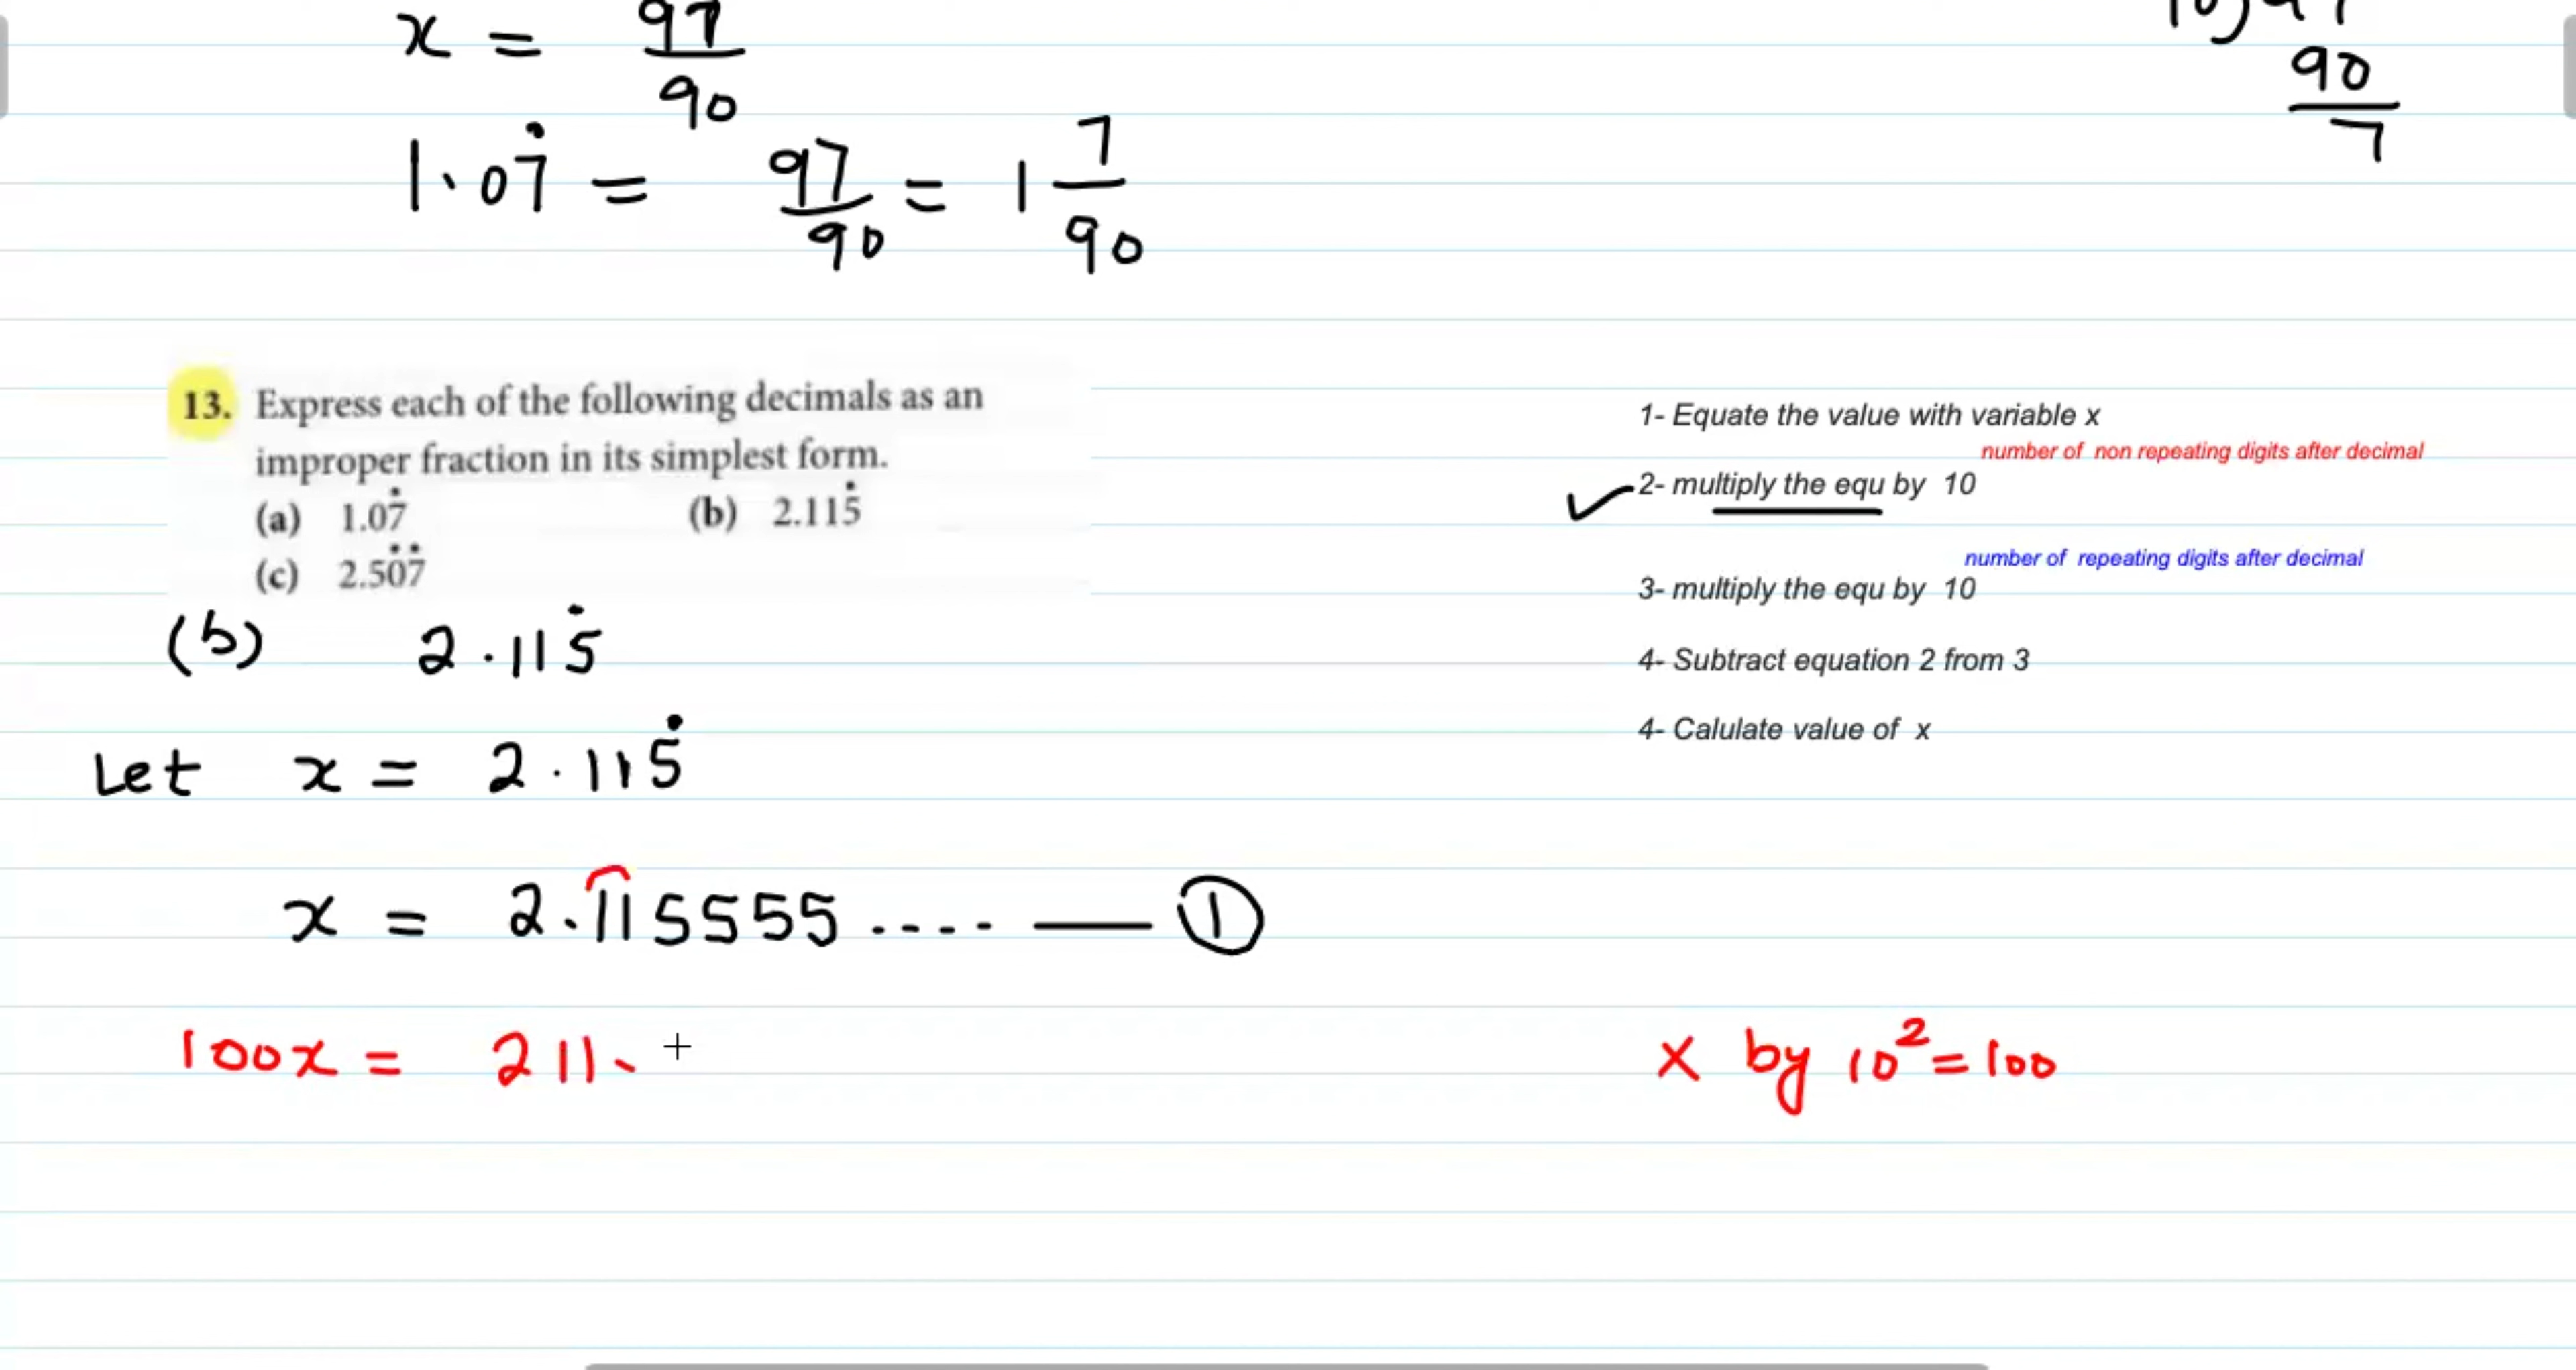 x = 97/90
90
7
1.07̇ = 97/90 = 1 7/90
13. Express each of the following decimals as an
improper fraction in its simplest form.
(a) 1.07̇ (b) 2.115̇
(c) 2.50̇7̇
1- Equate the value with variable x
number of non repeating digits after decimal
2- multiply the equ by 10
number of repeating digits after decimal
3- multiply the equ by 10
4- Subtract equation 2 from 3
4- Calulate value of x
(b) 2.115̇
Let x = 2.115̇
x = 2.115555.... — ①
100x = 211.
× by 10² = 100